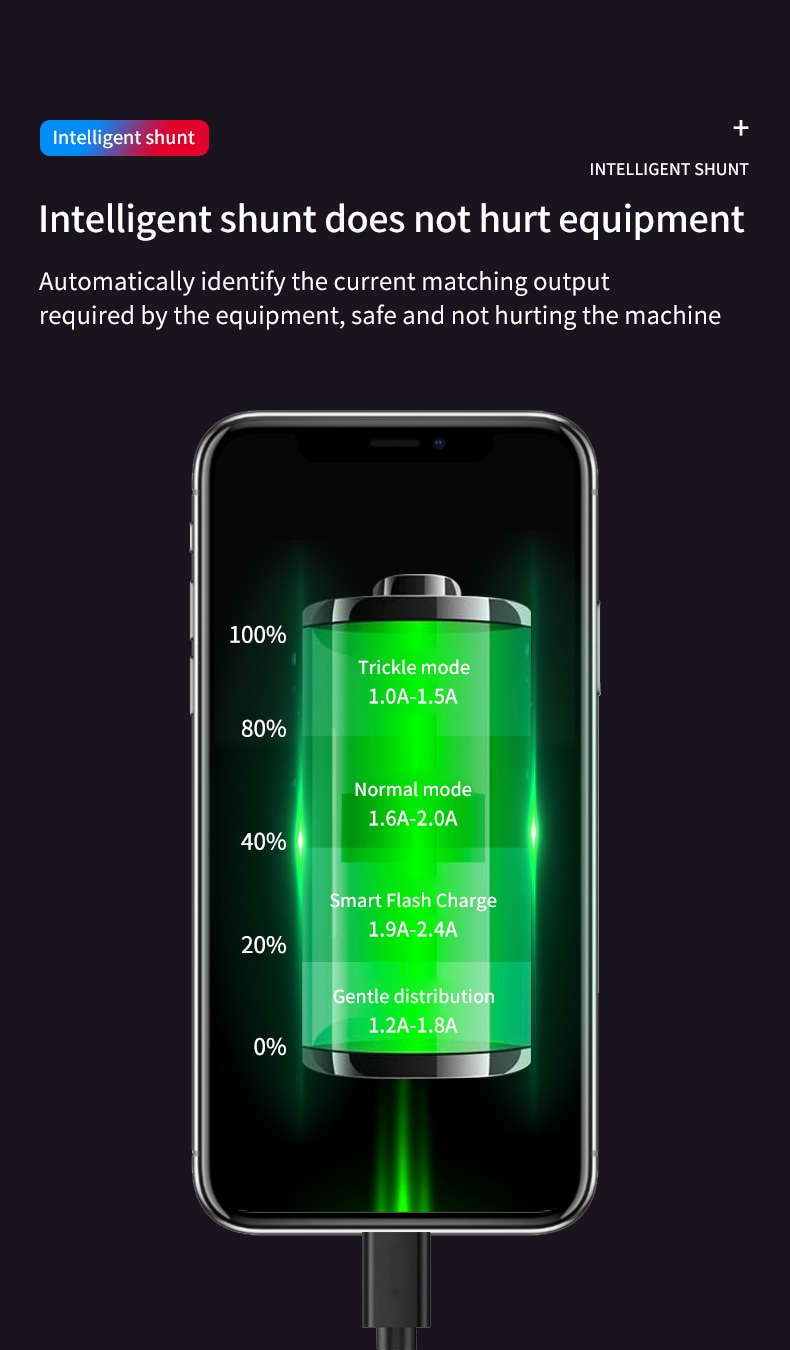 Intelligent shunt
+
INTELLIGENT SHUNT
Intelligent shunt does not hurt equipment
Automatically identify the current matching output
required by the equipment, safe and not hurting the machine
100%
Trickle mode
1.0A-1.5A
80%
Normal mode
1.6A-2.0A
40%
Smart Flash Charge
1.9A-2.4A
20%
Gentle distribution
1.2A-1.8A
0%